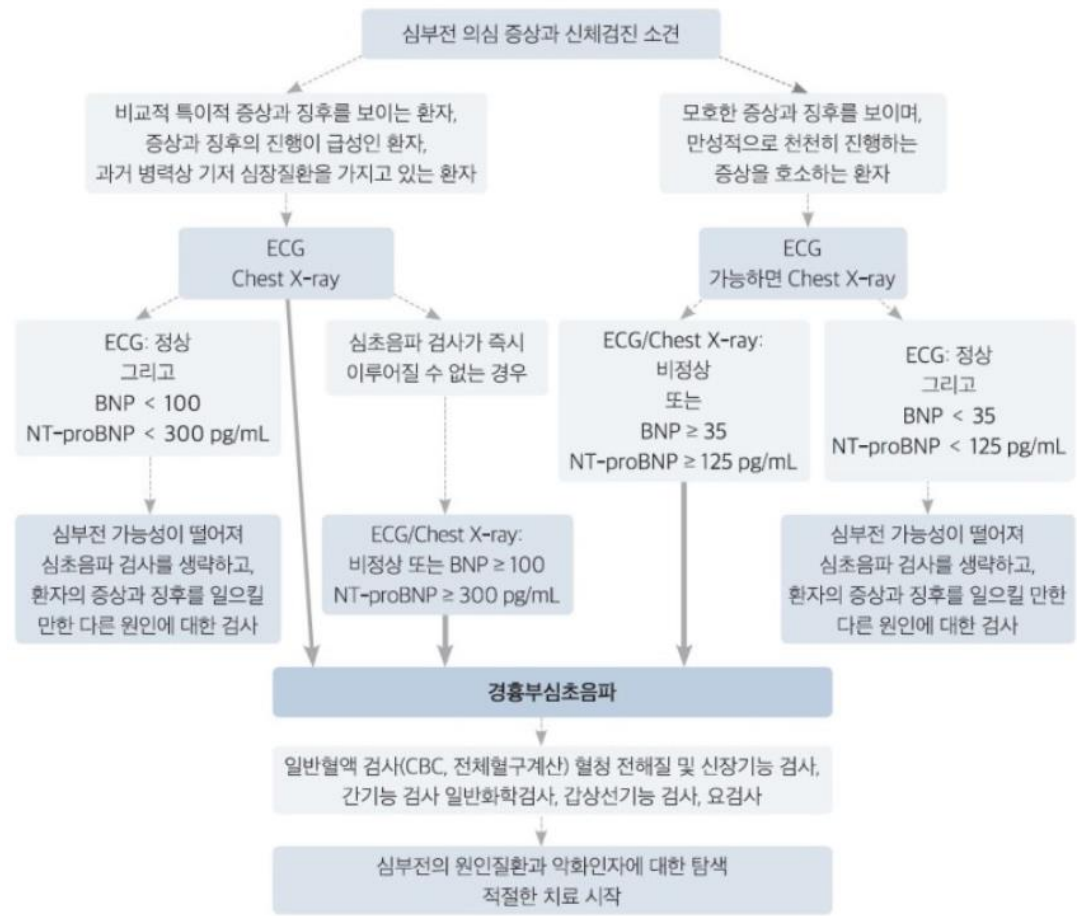 심부전 의심 증상과 신체검진 소견
비교적 특이적 증상과 징후를 보이는 환자,
증상과 징후의 진행이 급성인 환자,
과거 병력상 기저 심장질환을 가지고 있는 환자
모호한 증상과 징후를 보이며,
만성적으로 천천히 진행하는
증상을 호소하는 환자
ECG
Chest X-ray
ECG
가능하면 Chest X-ray
ECG: 정상
그리고
BNP < 100
NT-proBNP < 300 pg/mL
심초음파 검사가 즉시
이루어질 수 없는 경우
ECG/Chest X-ray:
비정상
또는
BNP ≥ 35
NT-proBNP ≥ 125 pg/mL
ECG: 정상
그리고
BNP < 35
NT-proBNP < 125 pg/mL
심부전 가능성이 떨어져
심초음파 검사를 생략하고,
환자의 증상과 징후를 일으킬
만한 다른 원인에 대한 검사
ECG/Chest X-ray:
비정상 또는 BNP ≥ 100
NT-proBNP ≥ 300 pg/mL
심부전 가능성이 떨어져
심초음파 검사를 생략하고,
환자의 증상과 징후를 일으킬 만한
다른 원인에 대한 검사
경흉부심초음파
일반혈액 검사(CBC, 전체혈구계산) 혈청 전해질 및 신장기능 검사,
간기능 검사 일반화학검사, 갑상선기능 검사, 요검사
심부전의 원인질환과 악화인자에 대한 탐색
적절한 치료 시작